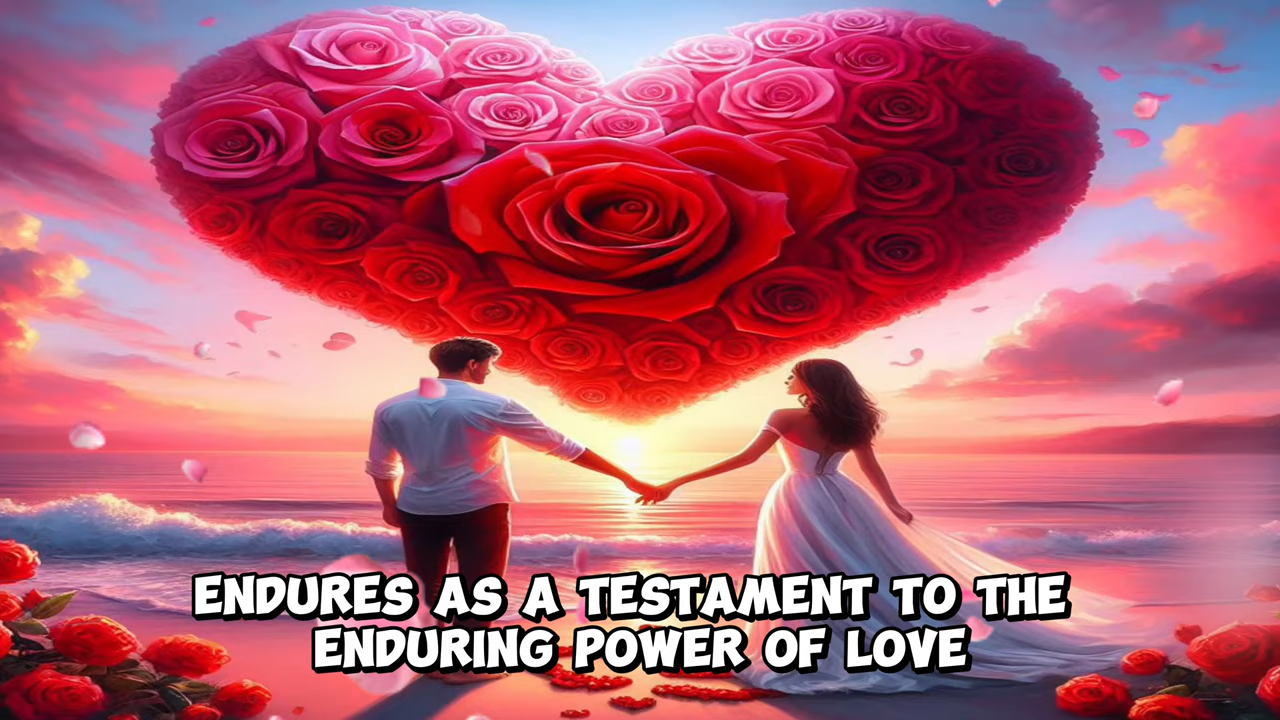 ENDURES AS A TESTAMENT TO THE
ENDURING POWER OF LOVE